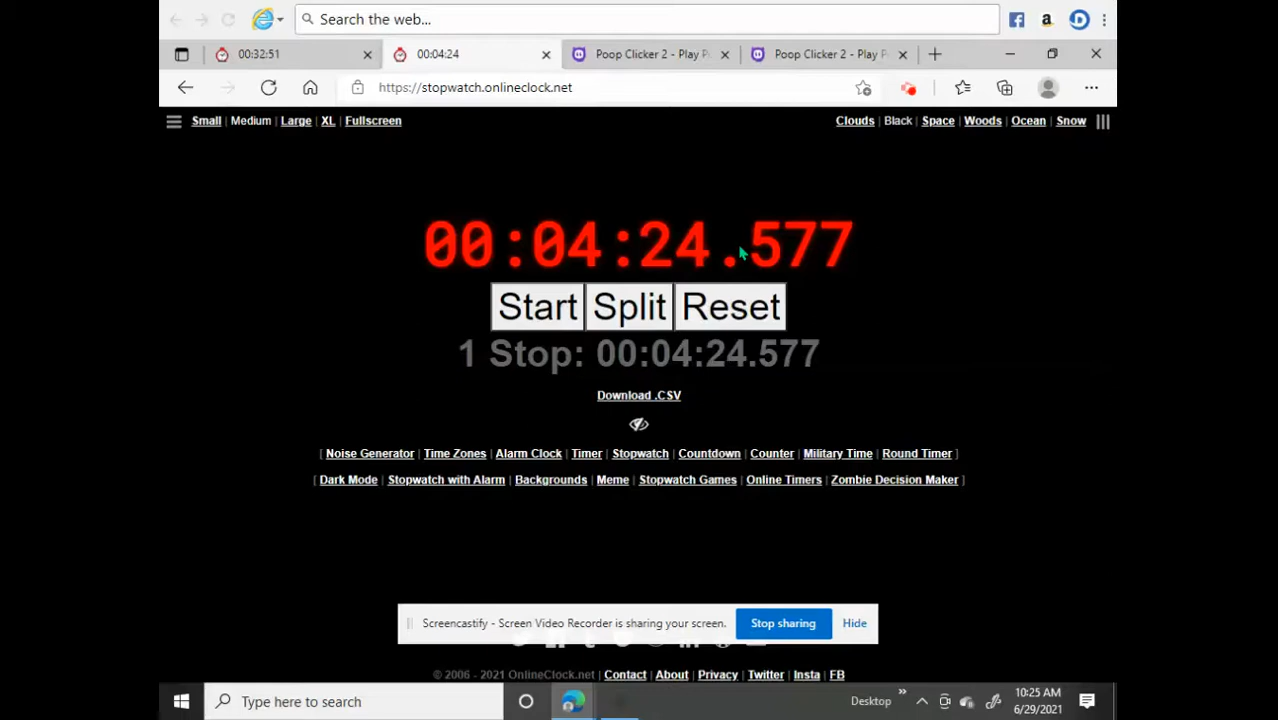 Search the web...
00:32:51
00:04:24
Poop Clicker 2 - Play P
Poop Clicker 2 - Play P
https://stopwatch.onlineclock.net
Small | Medium | Large | XL | Fullscreen
Clouds | Black | Space | Woods | Ocean | Snow
00:04:24.577
Start Split Reset
1 Stop: 00:04:24.577
Download .CSV
[ Noise Generator | Time Zones | Alarm Clock | Timer | Stopwatch | Countdown | Counter | Military Time | Round Timer ]
[ Dark Mode | Stopwatch with Alarm | Backgrounds | Meme | Stopwatch Games | Online Timers | Zombie Decision Maker ]
Screencastify - Screen Video Recorder is sharing your screen.
Stop sharing
Hide
© 2006 - 2021 OnlineClock.net | Contact | About | Privacy | Twitter | Insta | FB
Type here to search
Desktop
10:25 AM
6/29/2021